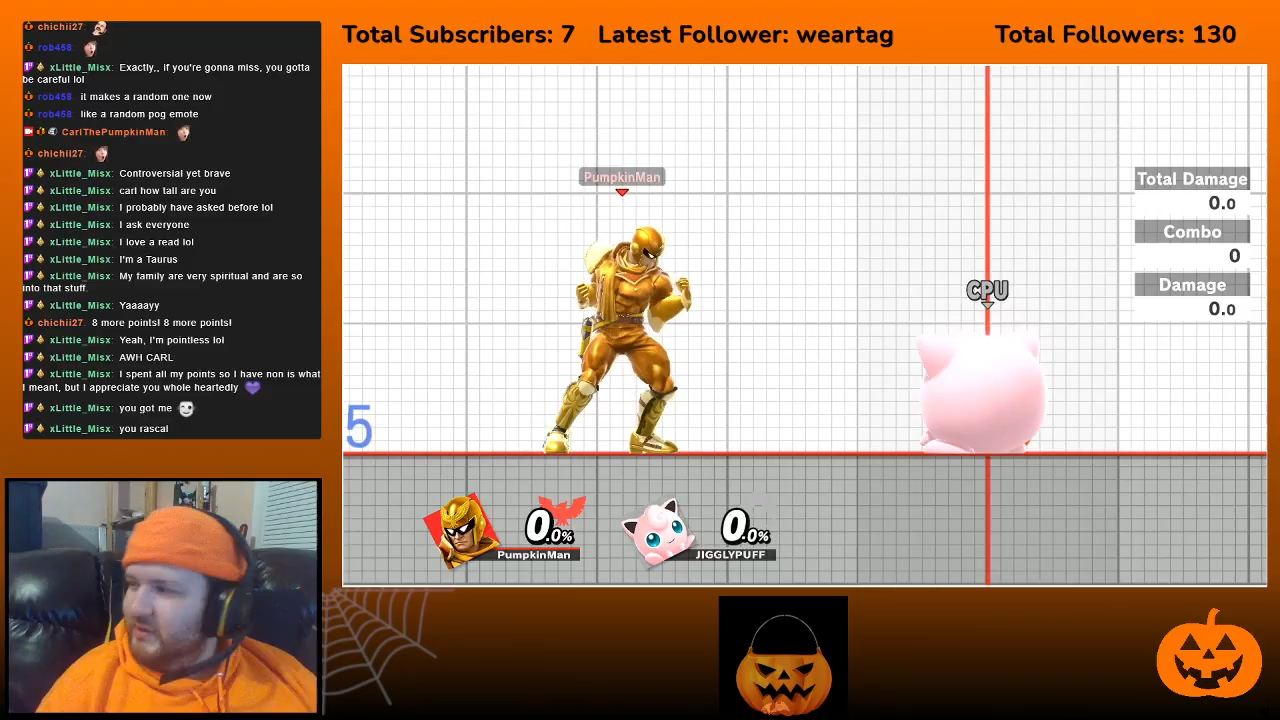 Total Subscribers: 7 Latest Follower: weartag Total Followers: 130
chichii27:
rob458:
xLittle_Misx: Exactly,, if you're gonna miss, you gotta
be careful lol
rob458: it makes a random one now
rob458: like a random pog emote
CarlThePumpkinMan:
chichii27:
xLittle_Misx: Controversial yet brave
xLittle_Misx: carl how tall are you
xLittle_Misx: I probably have asked before lol
xLittle_Misx: I ask everyone
xLittle_Misx: I love a read lol
xLittle_Misx: I'm a Taurus
xLittle_Misx: My family are very spiritual and are so
into that stuff.
xLittle_Misx: Yaaaayy
chichii27: 8 more points! 8 more points!
xLittle_Misx: Yeah, I'm pointless lol
xLittle_Misx: AWH CARL
xLittle_Misx: I spent all my points so I have non is what
I meant, but I appreciate you whole heartedly
xLittle_Misx: you got me
xLittle_Misx: you rascal
PumpkinMan
CPU
Total Damage
0.0
Combo
0
Damage
0.0
5
0.0%
PumpkinMan
0.0%
JIGGLYPUFF